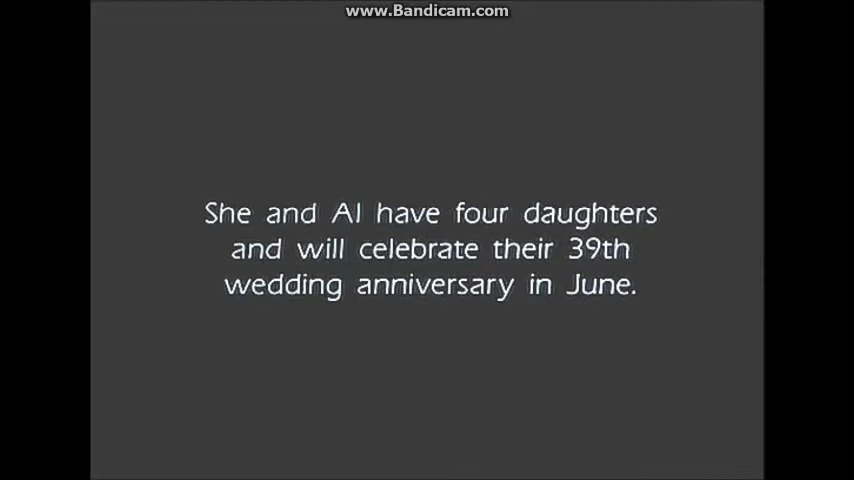 www.Bandicam.com
She and Al have four daughters
and will celebrate their 39th
wedding anniversary in June.